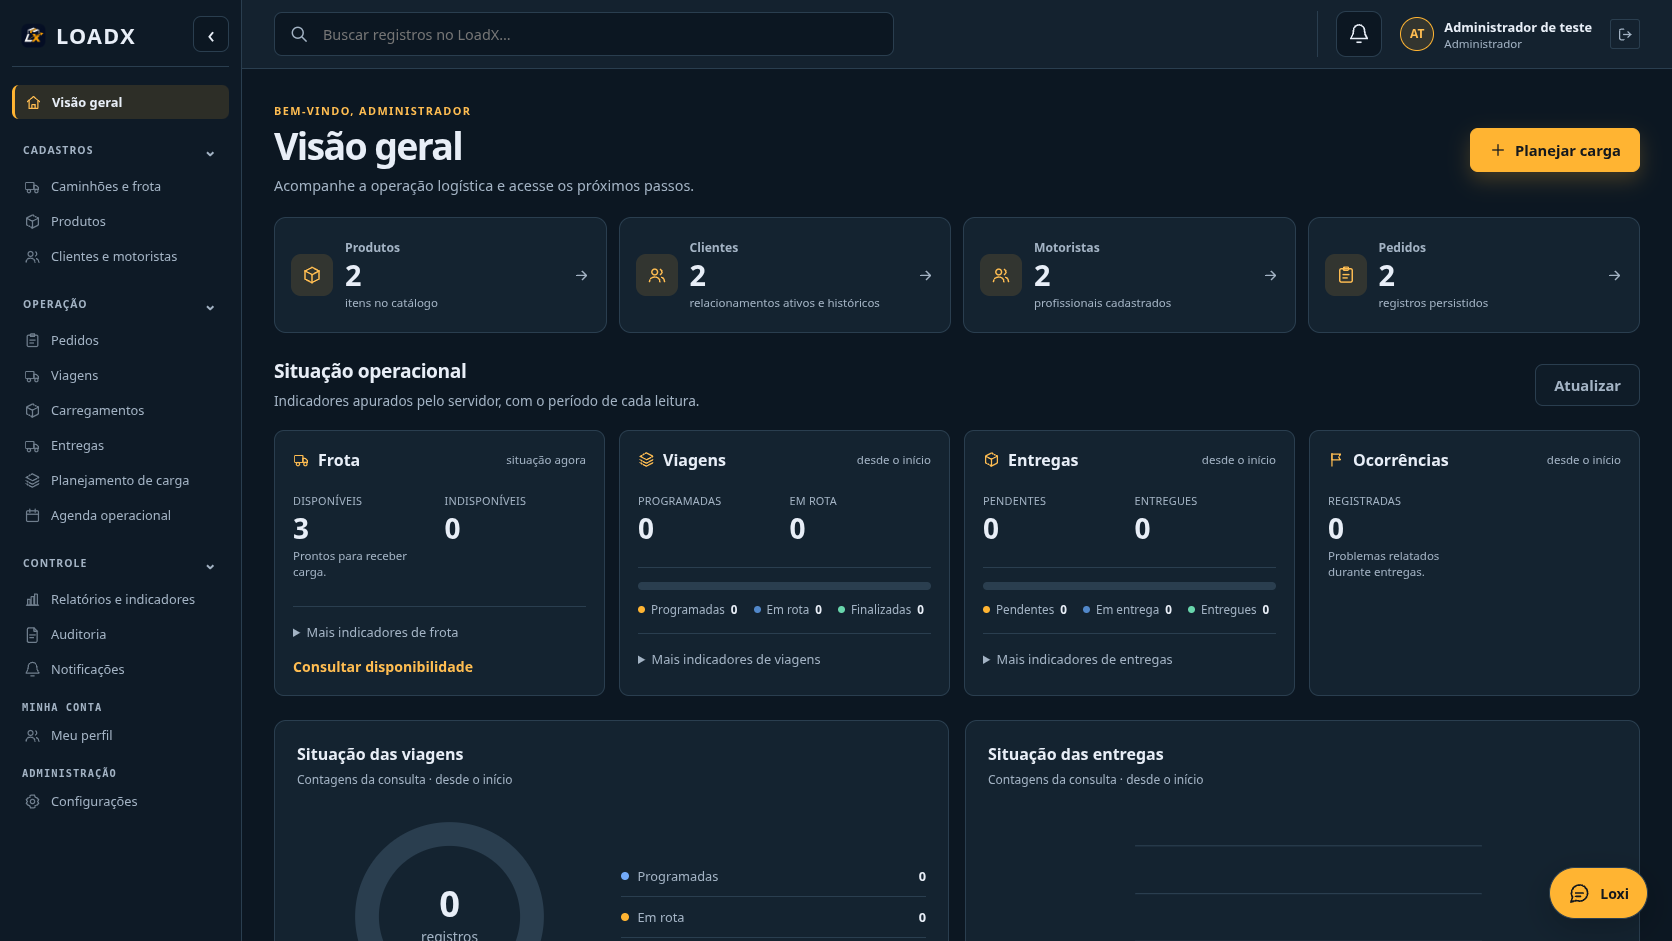 LOADX
Visão geral
CADASTROS
Caminhões e frota
Produtos
Clientes e motoristas
OPERAÇÃO
Pedidos
Viagens
Carregamentos
Entregas
Planejamento de carga
Agenda operacional
CONTROLE
Relatórios e indicadores
Auditoria
Notificações
MINHA CONTA
Meu perfil
ADMINISTRAÇÃO
Configurações
Buscar registros no LoadX...
AT
Administrador de teste
Administrador
BEM-VINDO, ADMINISTRADOR
Visão geral
Acompanhe a operação logística e acesse os próximos passos.
Planejar carga
Produtos
2
itens no catálogo
Clientes
2
relacionamentos ativos e históricos
Motoristas
2
profissionais cadastrados
Pedidos
2
registros persistidos
Situação operacional
Indicadores apurados pelo servidor, com o período de cada leitura.
Atualizar
Frota situação agora
DISPONÍVEIS INDISPONÍVEIS
3 0
Prontos para receber
carga.
Mais indicadores de frota
Consultar disponibilidade
Viagens desde o início
PROGRAMADAS EM ROTA
0 0
Programadas 0 Em rota 0 Finalizadas 0
Mais indicadores de viagens
Entregas desde o início
PENDENTES ENTREGUES
0 0
Pendentes 0 Em entrega 0 Entregues 0
Mais indicadores de entregas
Ocorrências desde o início
REGISTRADAS
0
Problemas relatados
durante entregas.
Situação das viagens
Contagens da consulta · desde o início
0
registros
Programadas 0
Em rota 0
Situação das entregas
Contagens da consulta · desde o início
Loxi